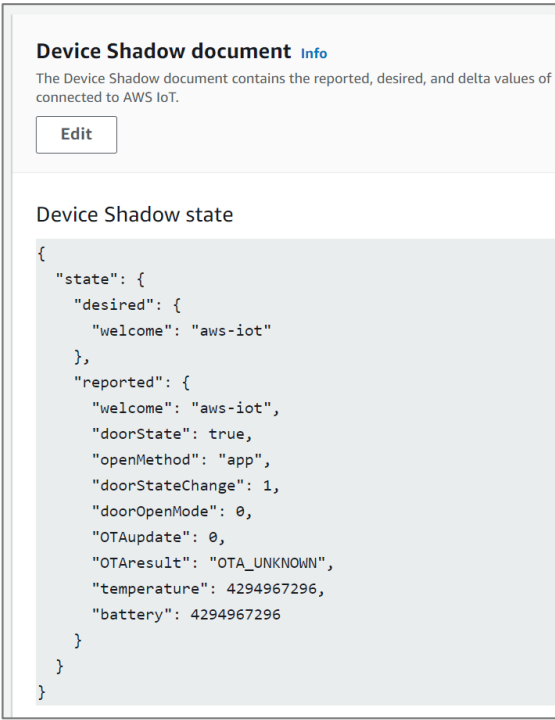 Device Shadow document Info
The Device Shadow document contains the reported, desired, and delta values of
connected to AWS IoT.
Edit
Device Shadow state
{
  "state": {
    "desired": {
      "welcome": "aws-iot"
    },
    "reported": {
      "welcome": "aws-iot",
      "doorState": true,
      "openMethod": "app",
      "doorStateChange": 1,
      "doorOpenMode": 0,
      "OTAupdate": 0,
      "OTAresult": "OTA_UNKNOWN",
      "temperature": 4294967296,
      "battery": 4294967296
    }
  }
}